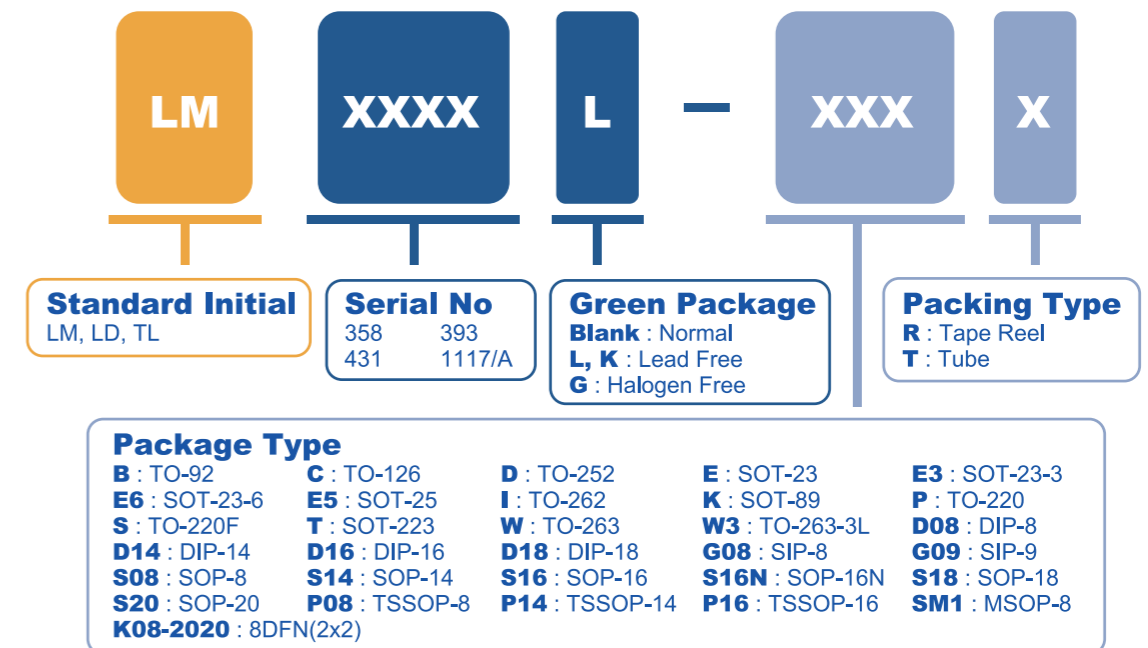 LM XXXX L – XXX X
Standard Initial
LM, LD, TL
Serial No
358 393
431 1117/A
Green Package
Blank : Normal
L, K : Lead Free
G : Halogen Free
Packing Type
R : Tape Reel
T : Tube
Package Type
B : TO-92 C : TO-126 D : TO-252 E : SOT-23 E3 : SOT-23-3
E6 : SOT-23-6 E5 : SOT-25 I : TO-262 K : SOT-89 P : TO-220
S : TO-220F T : SOT-223 W : TO-263 W3 : TO-263-3L D08 : DIP-8
D14 : DIP-14 D16 : DIP-16 D18 : DIP-18 G08 : SIP-8 G09 : SIP-9
S08 : SOP-8 S14 : SOP-14 S16 : SOP-16 S16N : SOP-16N S18 : SOP-18
S20 : SOP-20 P08 : TSSOP-8 P14 : TSSOP-14 P16 : TSSOP-16 SM1 : MSOP-8
K08-2020 : 8DFN(2x2)